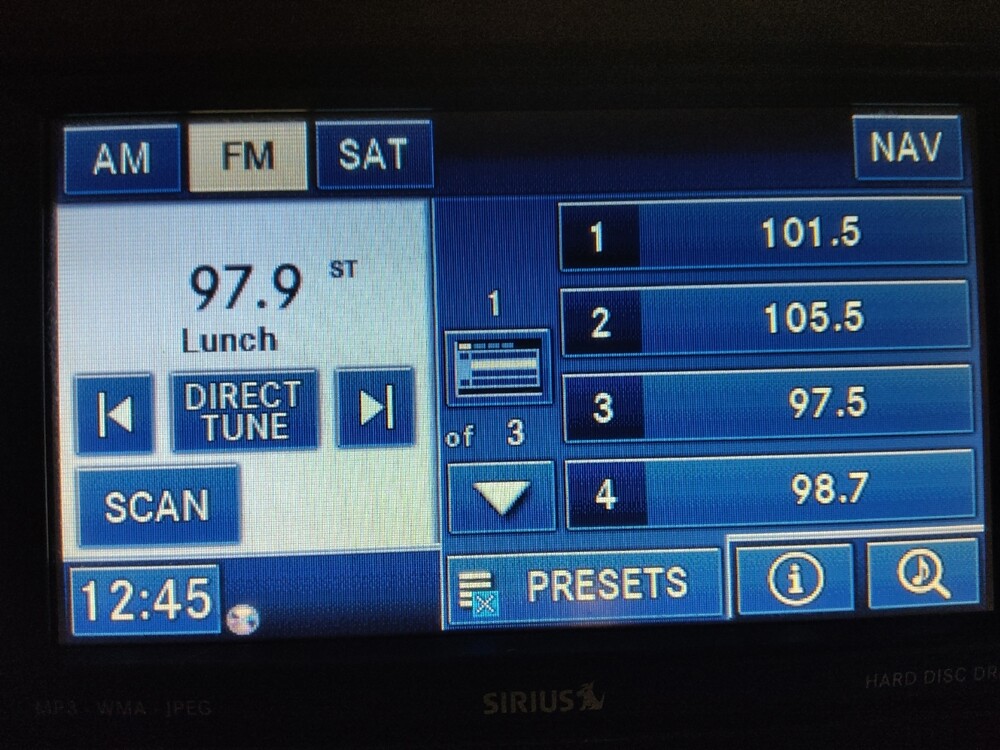 AM FM SAT NAV
97.9 ST
Lunch
DIRECT
TUNE
SCAN
12:45
1
of 3
1 101.5
2 105.5
3 97.5
4 98.7
PRESETS
i
MP3 - WMA - JPEG
SIRIUS
HARD DISC DR